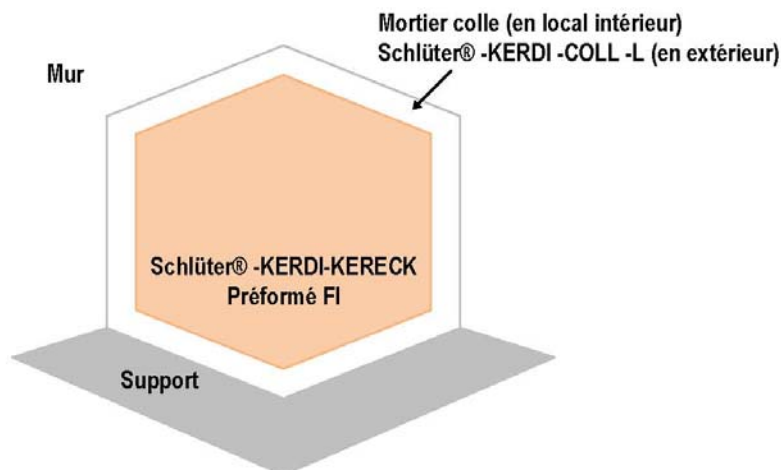 Mortier colle (en local intérieur)
Schlüter® -KERDI -COLL -L (en extérieur)
Mur
Schlüter® -KERDI-KERECK
Préformé FI
Support